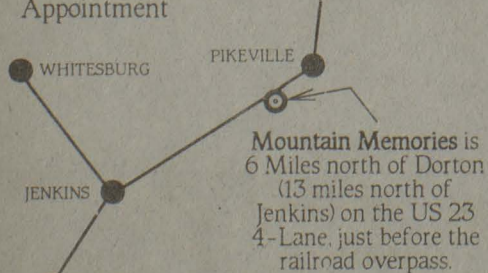 Appointment
PIKEVILLE
WHITESBURG
Mountain Memories is
6 Miles north of Dorton
(13 miles north of
Jenkins) on the US 23
4-Lane, just before the
railroad overpass.
JENKINS